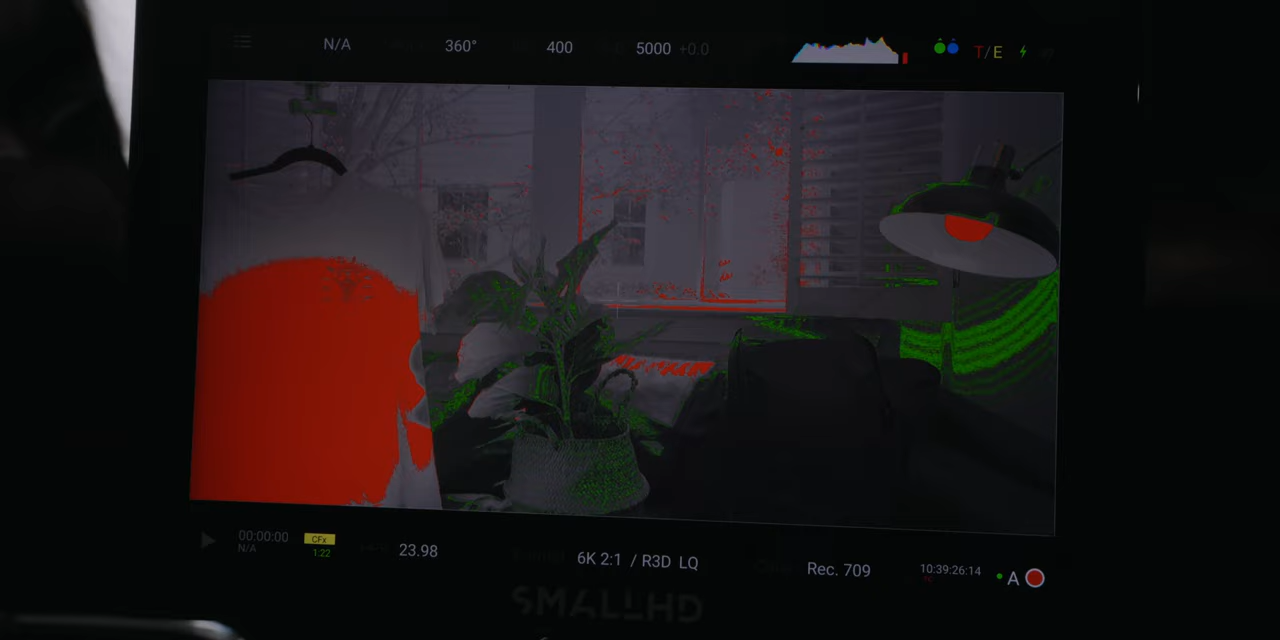 N/A 360° 400 5000 +0.0 T/E
00:00:00 CFx 23.98 6K 2:1 / R3D LQ Rec. 709 10:39:26:14 A
N/A 1:22 TC
SMALLHD